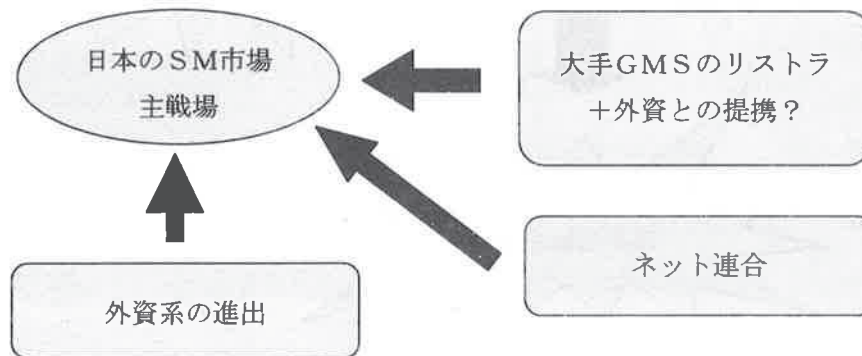 日本のＳＭ市場
主戦場
大手ＧＭＳのリストラ
＋外資との提携？
ネット連合
外資系の進出